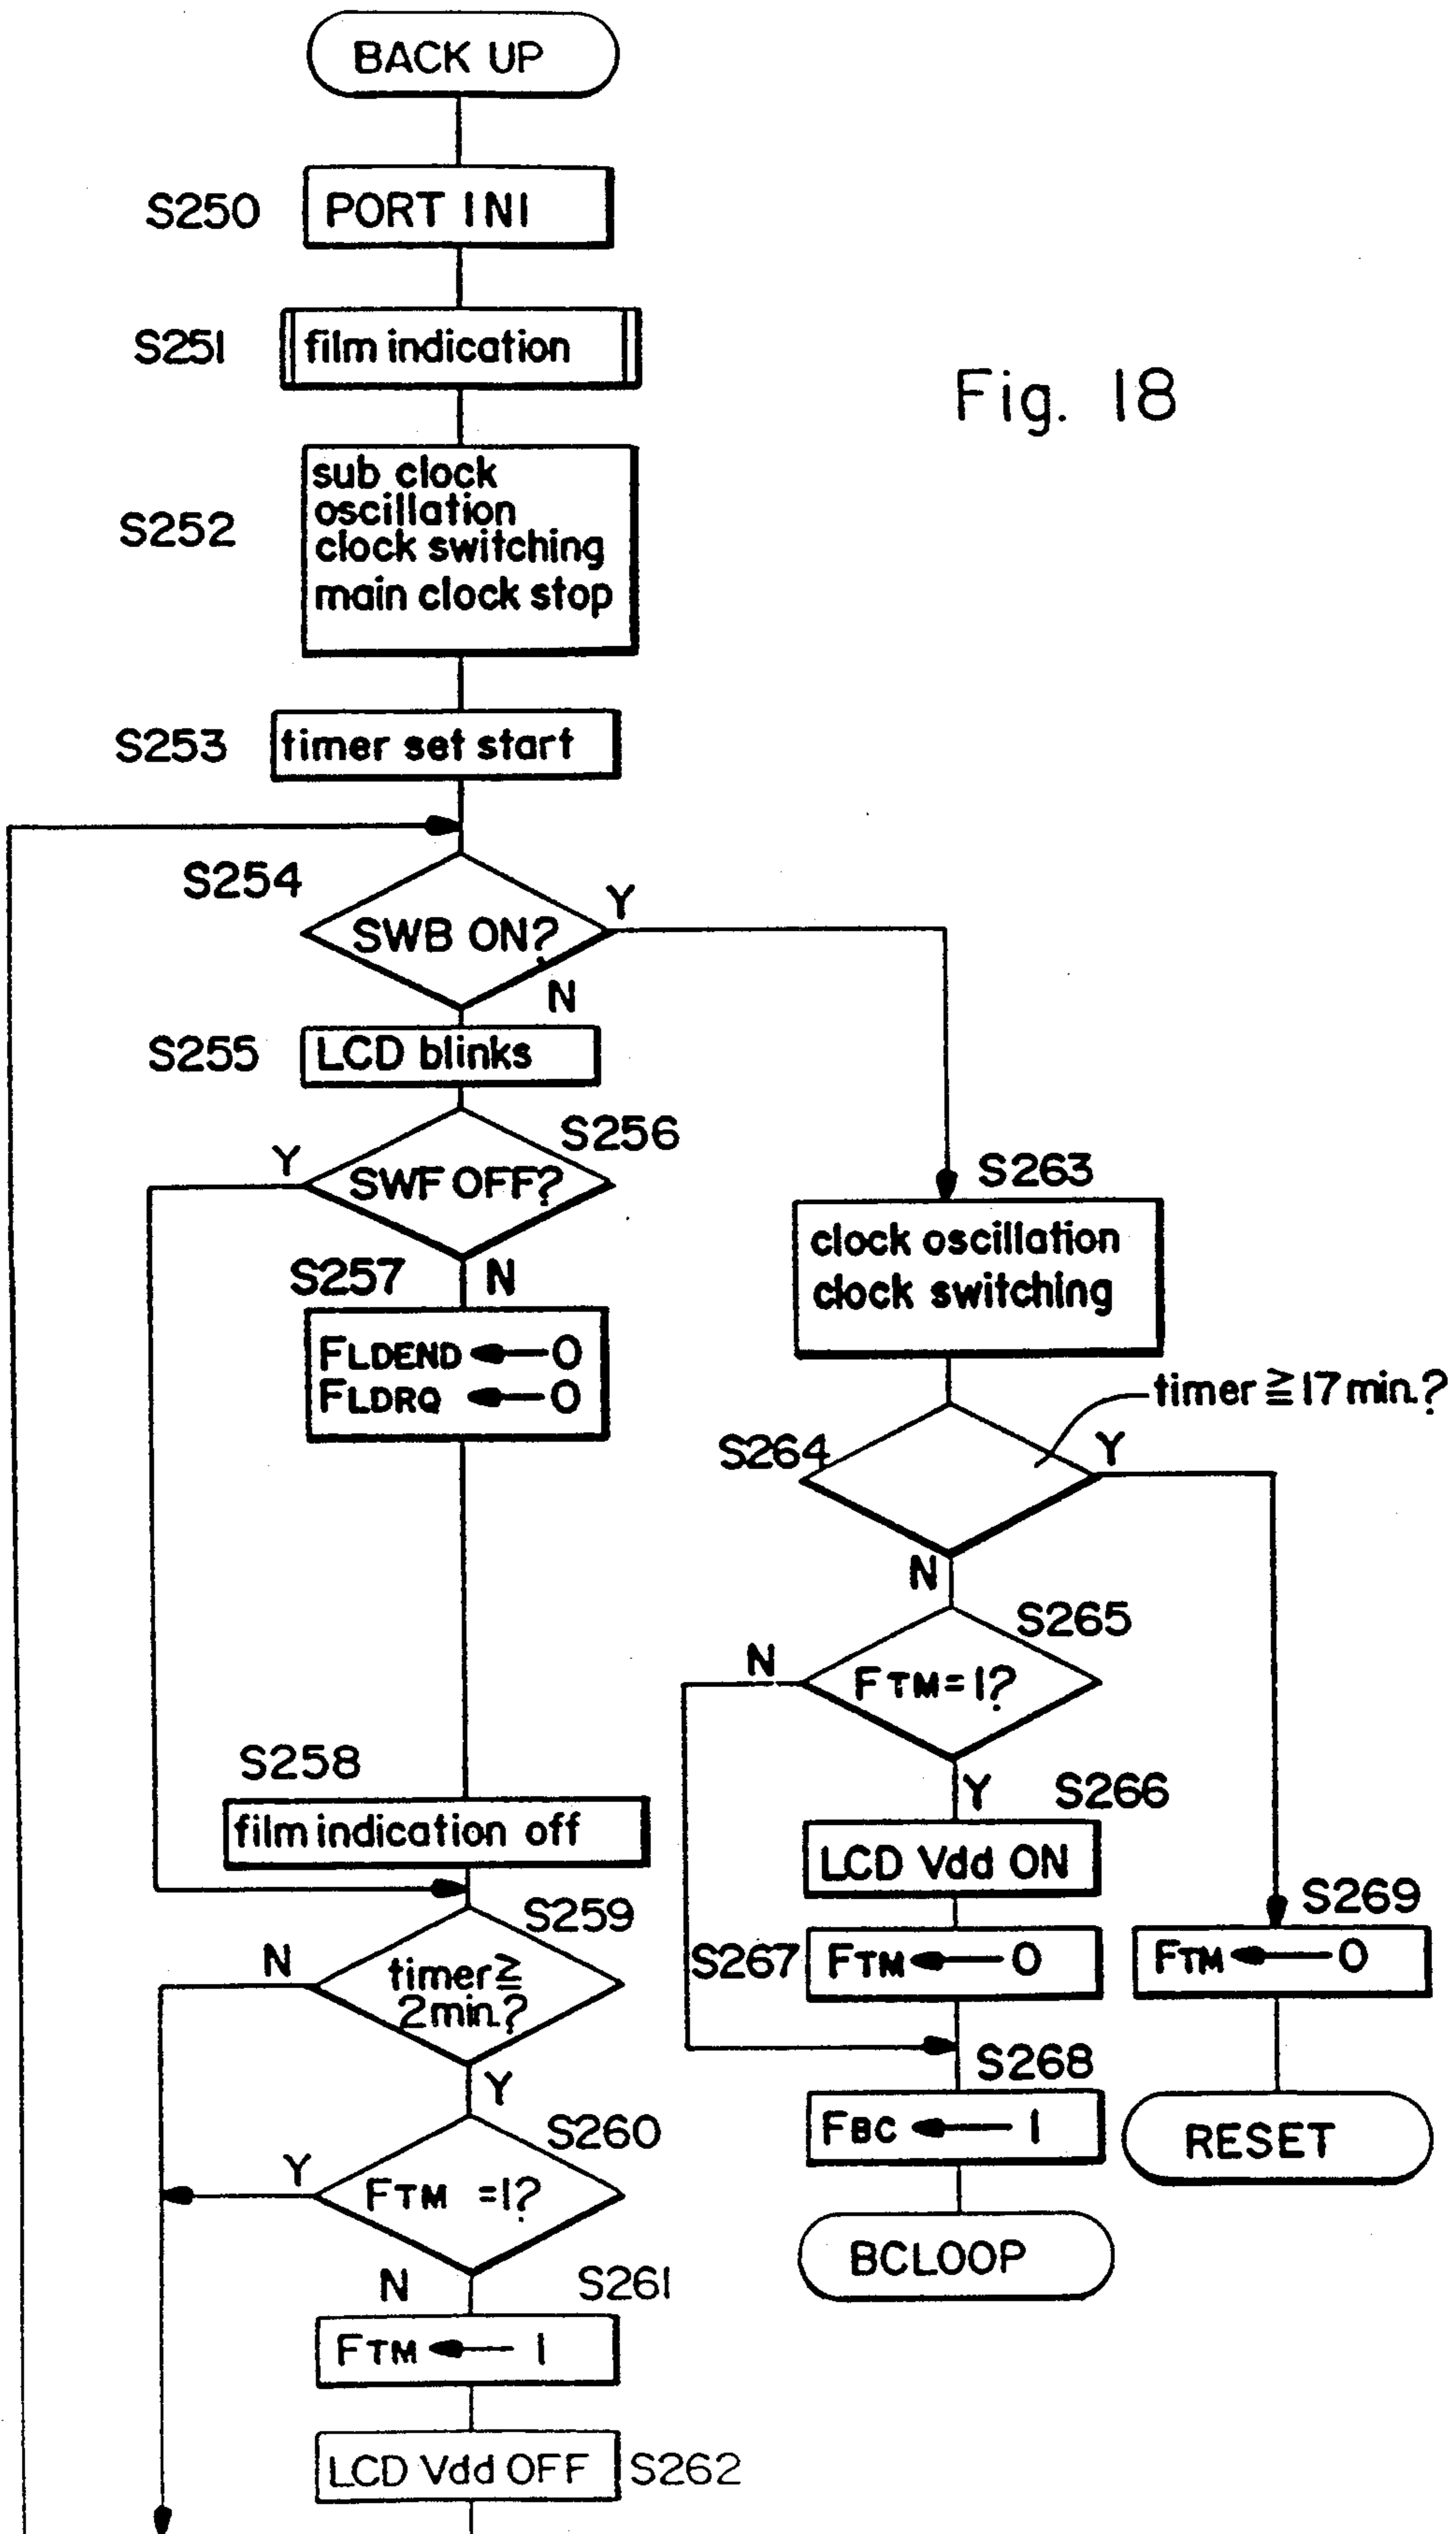 BACK UP
S250
PORT INI
S251
film indication
Fig. 18
S252
sub clock
oscillation
clock switching
main clock stop
S253
timer set start
S254
SWB ON?
Y
N
S255
LCD blinks
S256
Y
SWF OFF?
S257
N
FLDEND ← 0
FLDRQ ← 0
S263
clock oscillation
clock switching
timer ≧ 17 min.?
S264
Y
N
S265
N
FTM = 1?
Y
S266
LCD Vdd ON
S267
FTM ← 0
S269
FTM ← 0
S268
FBC ← 1
RESET
BCLOOP
S258
film indication off
S259
N
timer ≧
2 min.?
Y
S260
Y
FTM = 1?
N
S261
FTM ← 1
LCD Vdd OFF
S262